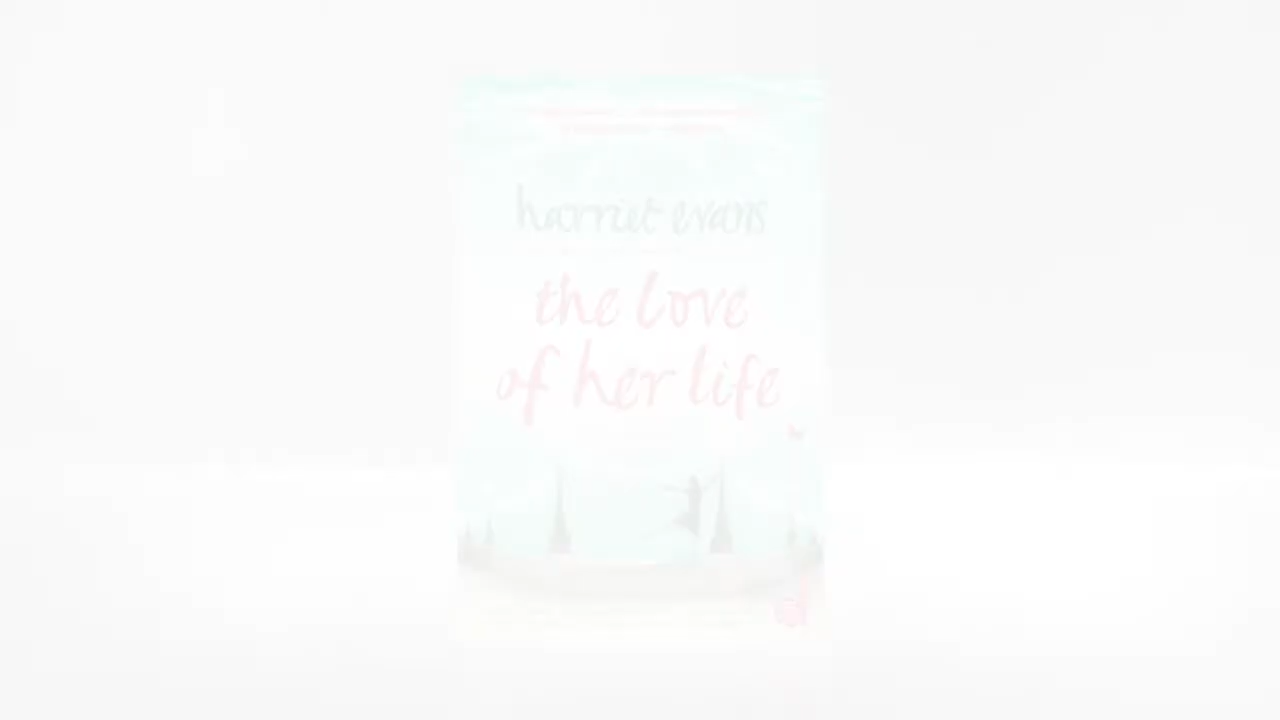 harriet evans
the love
of her life